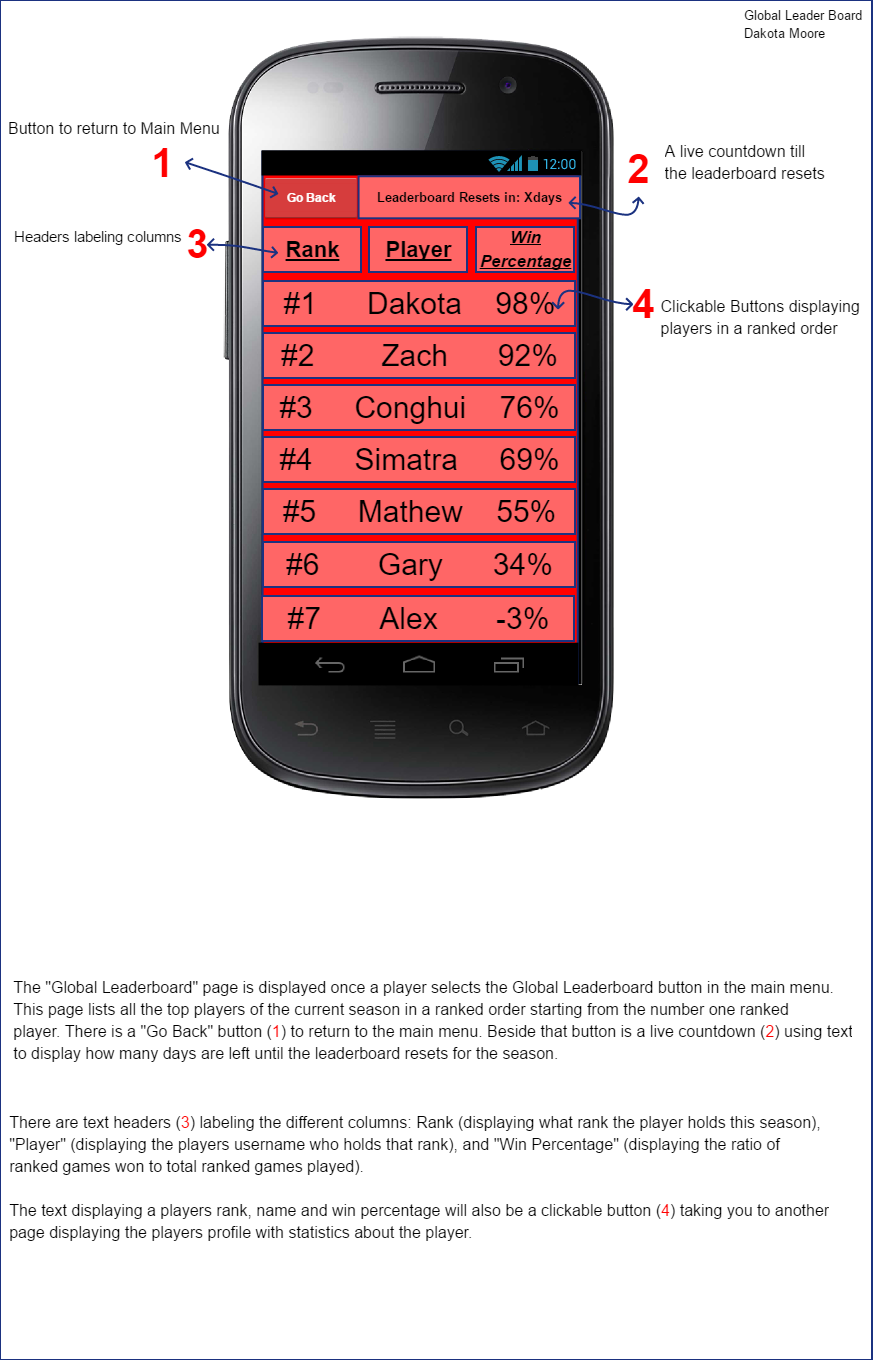 Global Leader Board
Dakota Moore
Button to return to Main Menu
1
A live countdown till
the leaderboard resets
2
12:00
Go Back
Leaderboard Resets in: Xdays
Headers labeling columns
3
Rank
Player
Win
Percentage
4
Clickable Buttons displaying
players in a ranked order
#1 Dakota 98%
#2 Zach 92%
#3 Conghui 76%
#4 Simatra 69%
#5 Mathew 55%
#6 Gary 34%
#7 Alex -3%
The "Global Leaderboard" page is displayed once a player selects the Global Leaderboard button in the main menu.
This page lists all the top players of the current season in a ranked order starting from the number one ranked
player. There is a "Go Back" button (1) to return to the main menu. Beside that button is a live countdown (2) using text
to display how many days are left until the leaderboard resets for the season.
There are text headers (3) labeling the different columns: Rank (displaying what rank the player holds this season),
"Player" (displaying the players username who holds that rank), and "Win Percentage" (displaying the ratio of
ranked games won to total ranked games played).
The text displaying a players rank, name and win percentage will also be a clickable button (4) taking you to another
page displaying the players profile with statistics about the player.